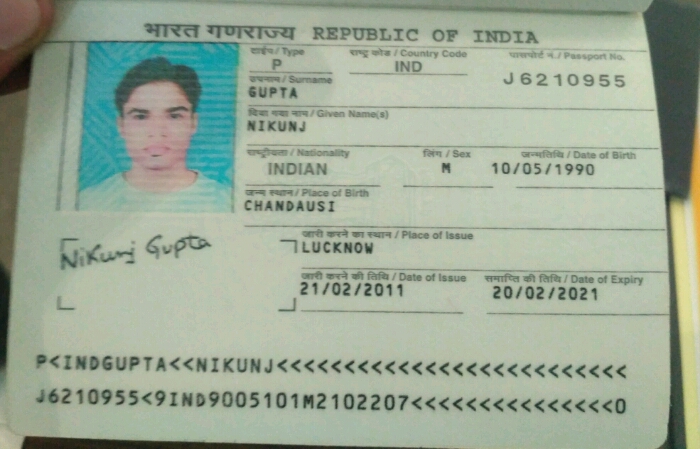 भारत गणराज्य REPUBLIC OF INDIA
टाईप / Type राष्ट्र कोड / Country Code पासपोर्ट नं. / Passport No.
P IND J6210955
उपनाम / Surname
GUPTA
दिया गया नाम / Given Name(s)
NIKUNJ
राष्ट्रीयता / Nationality लिंग / Sex जन्मतिथि / Date of Birth
INDIAN M 10/05/1990
जन्म स्थान / Place of Birth
CHANDAUSI
जारी करने का स्थान / Place of Issue
Nikunj Gupta LUCKNOW
जारी करने की तिथि / Date of Issue समाप्ति की तिथि / Date of Expiry
21/02/2011 20/02/2021
P<INDGUPTA<<NIKUNJ<<<<<<<<<<<<<<<<<<<<<<<<<<
J6210955<9IND9005101M2102207<<<<<<<<<<<<<<<0